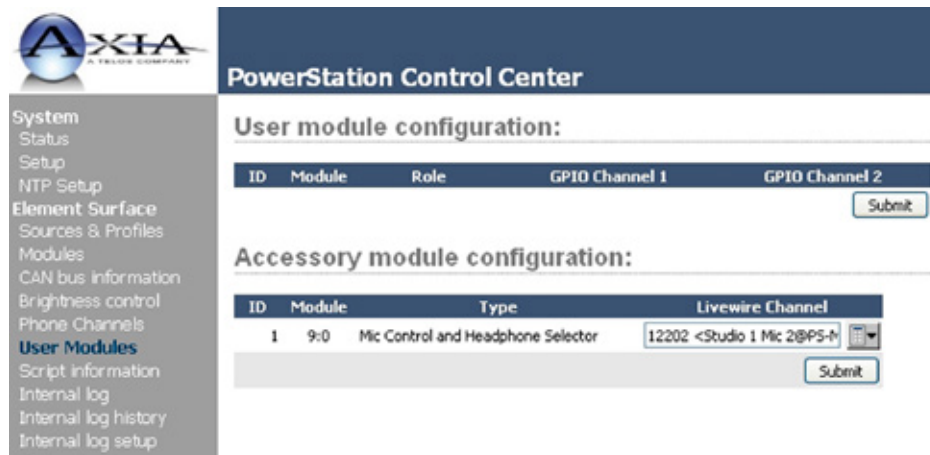 AXIA
A TELOS COMPANY
PowerStation Control Center
System
Status
Setup
NTP Setup
Element Surface
Sources & Profiles
Modules
CAN bus information
Brightness control
Phone Channels
User Modules
Script information
Internal log
Internal log history
Internal log setup
User module configuration:
ID Module Role GPIO Channel 1 GPIO Channel 2
Submit
Accessory module configuration:
ID Module Type Livewire Channel
1 9:0 Mic Control and Headphone Selector 12202 <Studio 1 Mic 2@PS-M
Submit